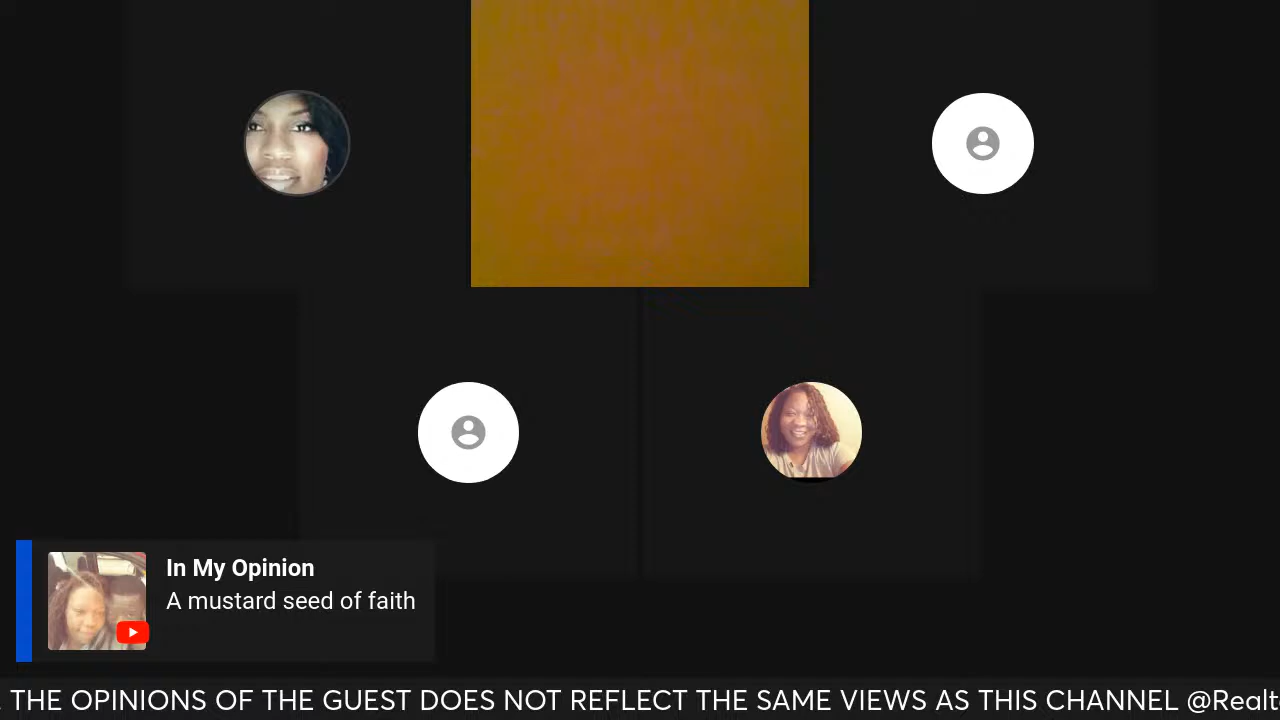 In My Opinion
A mustard seed of faith
. THE OPINIONS OF THE GUEST DOES NOT REFLECT THE SAME VIEWS AS THIS CHANNEL @Realt